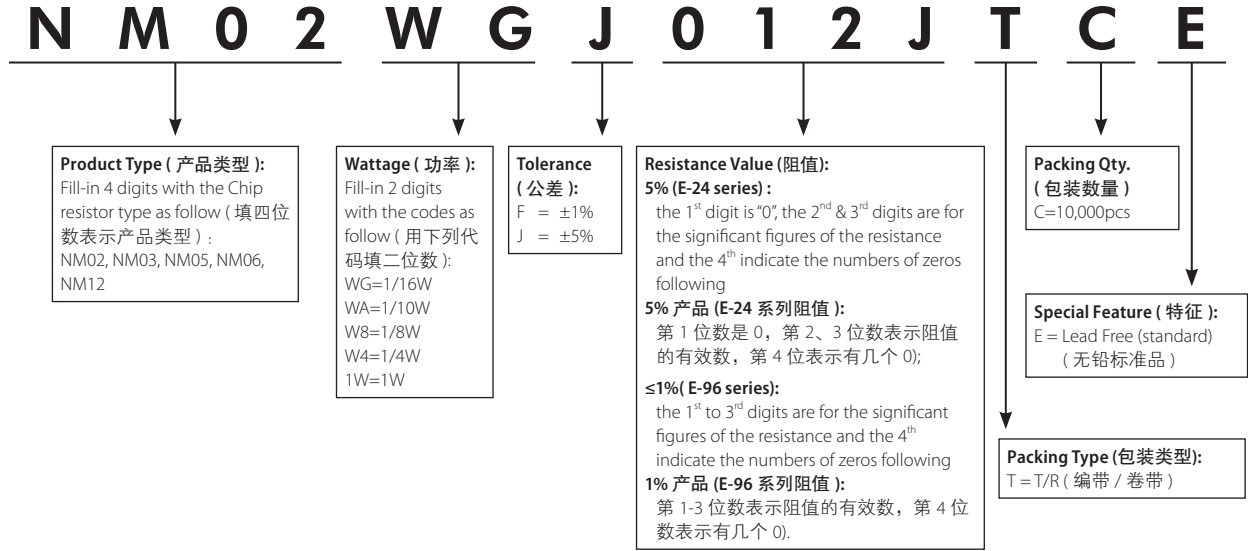 N M 0 2 W G J 0 1 2 J T C E
Product Type ( 产品类型 ):
Fill-in 4 digits with the Chip
resistor type as follow ( 填四位
数表示产品类型 ) :
NM02, NM03, NM05, NM06,
NM12
Wattage ( 功率 ):
Fill-in 2 digits
with the codes as
follow ( 用下列代
码填二位数 ):
WG=1/16W
WA=1/10W
W8=1/8W
W4=1/4W
1W=1W
Tolerance
( 公差 ):
F = ±1%
J = ±5%
Resistance Value (阻值):
5% (E-24 series) :
the 1st digit is "0", the 2nd & 3rd digits are for
the significant figures of the resistance
and the 4th indicate the numbers of zeros
following
5% 产品 (E-24 系列阻值 ):
第 1 位数是 0，第 2、3 位数表示阻值
的有效数，第 4 位表示有几个 0);
≤1%( E-96 series):
the 1st to 3rd digits are for the significant
figures of the resistance and the 4th
indicate the numbers of zeros following
1% 产品 (E-96 系列阻值 ):
第 1-3 位数表示阻值的有效数，第 4 位
数表示有几个 0).
Packing Qty.
( 包装数量 )
C=10,000pcs
Special Feature ( 特征 ):
E = Lead Free (standard)
( 无铅标准品 )
Packing Type (包装类型):
T = T/R ( 编带 / 卷带 )